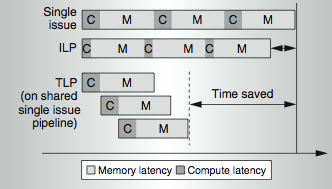 Single
issue
C M C M C M
ILP
C M C M C M
TLP
(on shared
single issue
pipeline)
C M
C M
C M
Time saved
Memory latency Compute latency